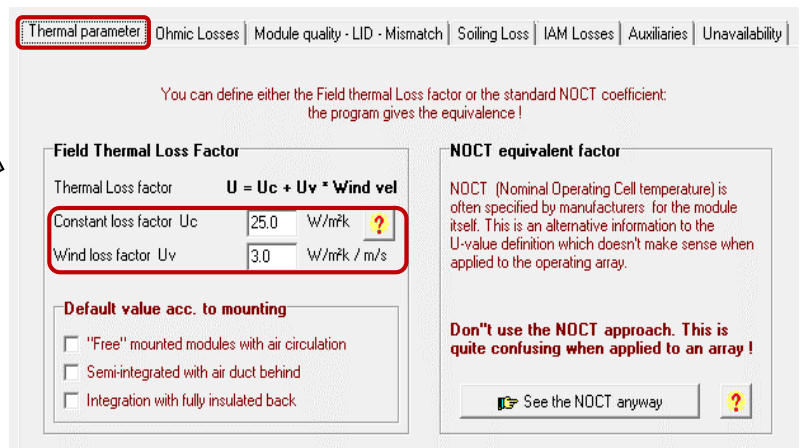 Thermal parameter Ohmic Losses Module quality - LID - Mismatch Soiling Loss IAM Losses Auxiliaries Unavailability
You can define either the Field thermal Loss factor or the standard NOCT coefficient:
the program gives the equivalence !
Field Thermal Loss Factor
Thermal Loss factor U = Uc + Uv * Wind vel
Constant loss factor Uc 25.0 W/m²k ?
Wind loss factor Uv 3.0 W/m²k / m/s
Default value acc. to mounting
"Free" mounted modules with air circulation
Semi-integrated with air duct behind
Integration with fully insulated back
NOCT equivalent factor
NOCT (Nominal Operating Cell temperature) is
often specified by manufacturers for the module
itself. This is an alternative information to the
U-value definition which doesn't make sense when
applied to the operating array.
Don"t use the NOCT approach. This is
quite confusing when applied to an array !
See the NOCT anyway ?